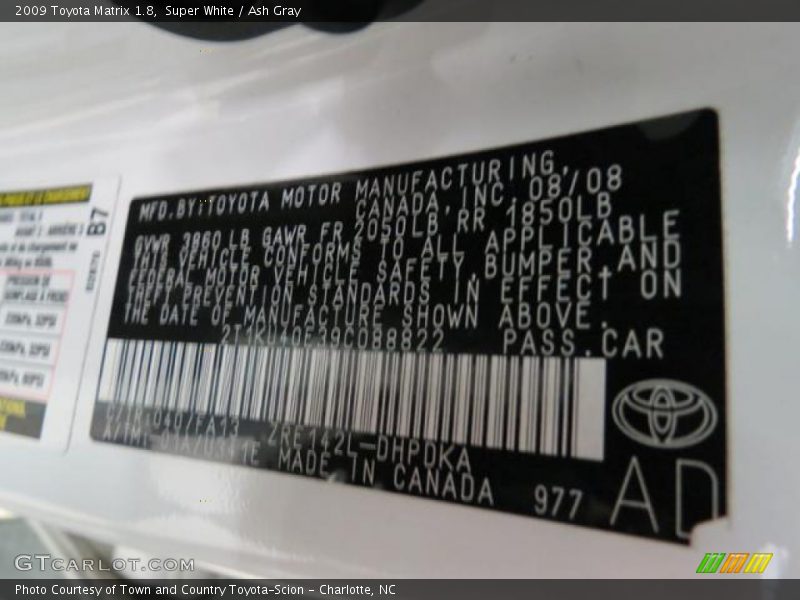 2009 Toyota Matrix 1.8, Super White / Ash Gray
MFD.BY:TOYOTA MOTOR MANUFACTURING,
CANADA, INC. 08/08
GVWR 3860 LB GAWR FR 2050LB,RR 1850LB
THIS VEHICLE CONFORMS TO ALL APPLICABLE
FEDERAL MOTOR VEHICLE SAFETY,BUMPER AND
THEFT PREVENTION STANDARDS IN EFFECT ON
THE DATE OF MANUFACTURE SHOWN ABOVE.
PASS.CAR
ZRE142L-DHPDKA
MADE IN CANADA
977
AD
B7
GTCarLot.com
Photo Courtesy of Town and Country Toyota-Scion - Charlotte, NC